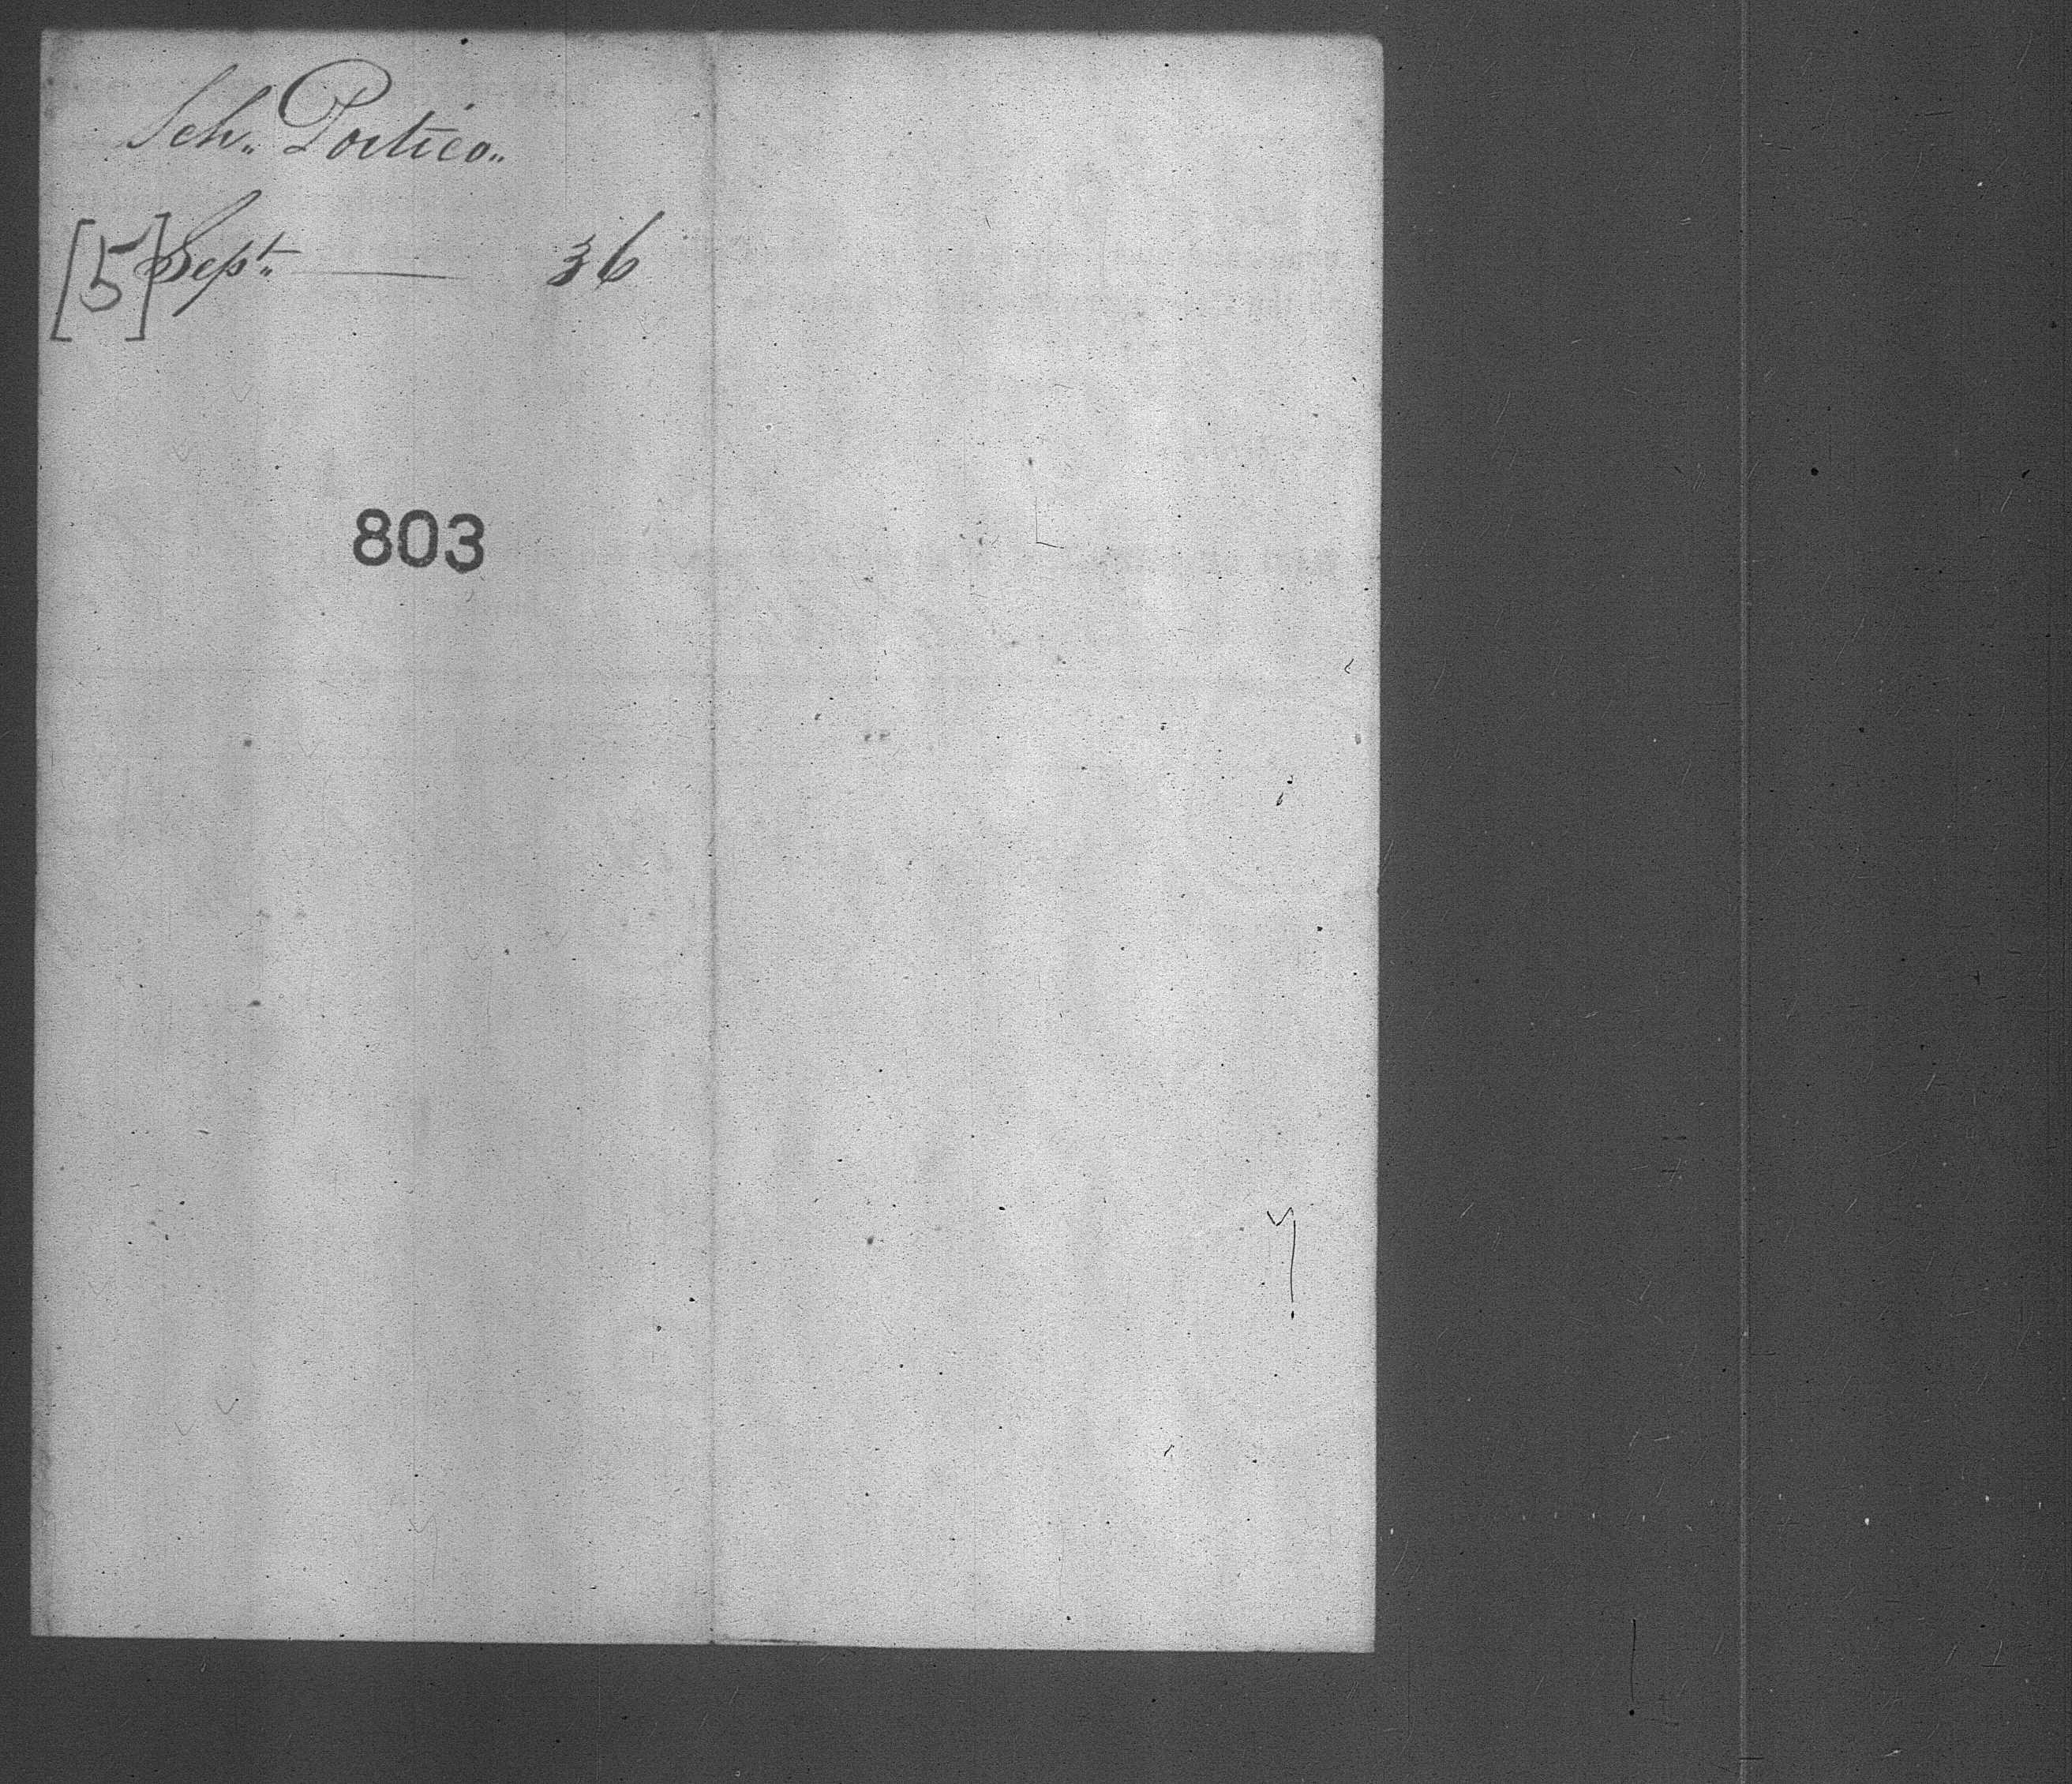 Sch.. Portico..
[5] Sept.. — 36
803